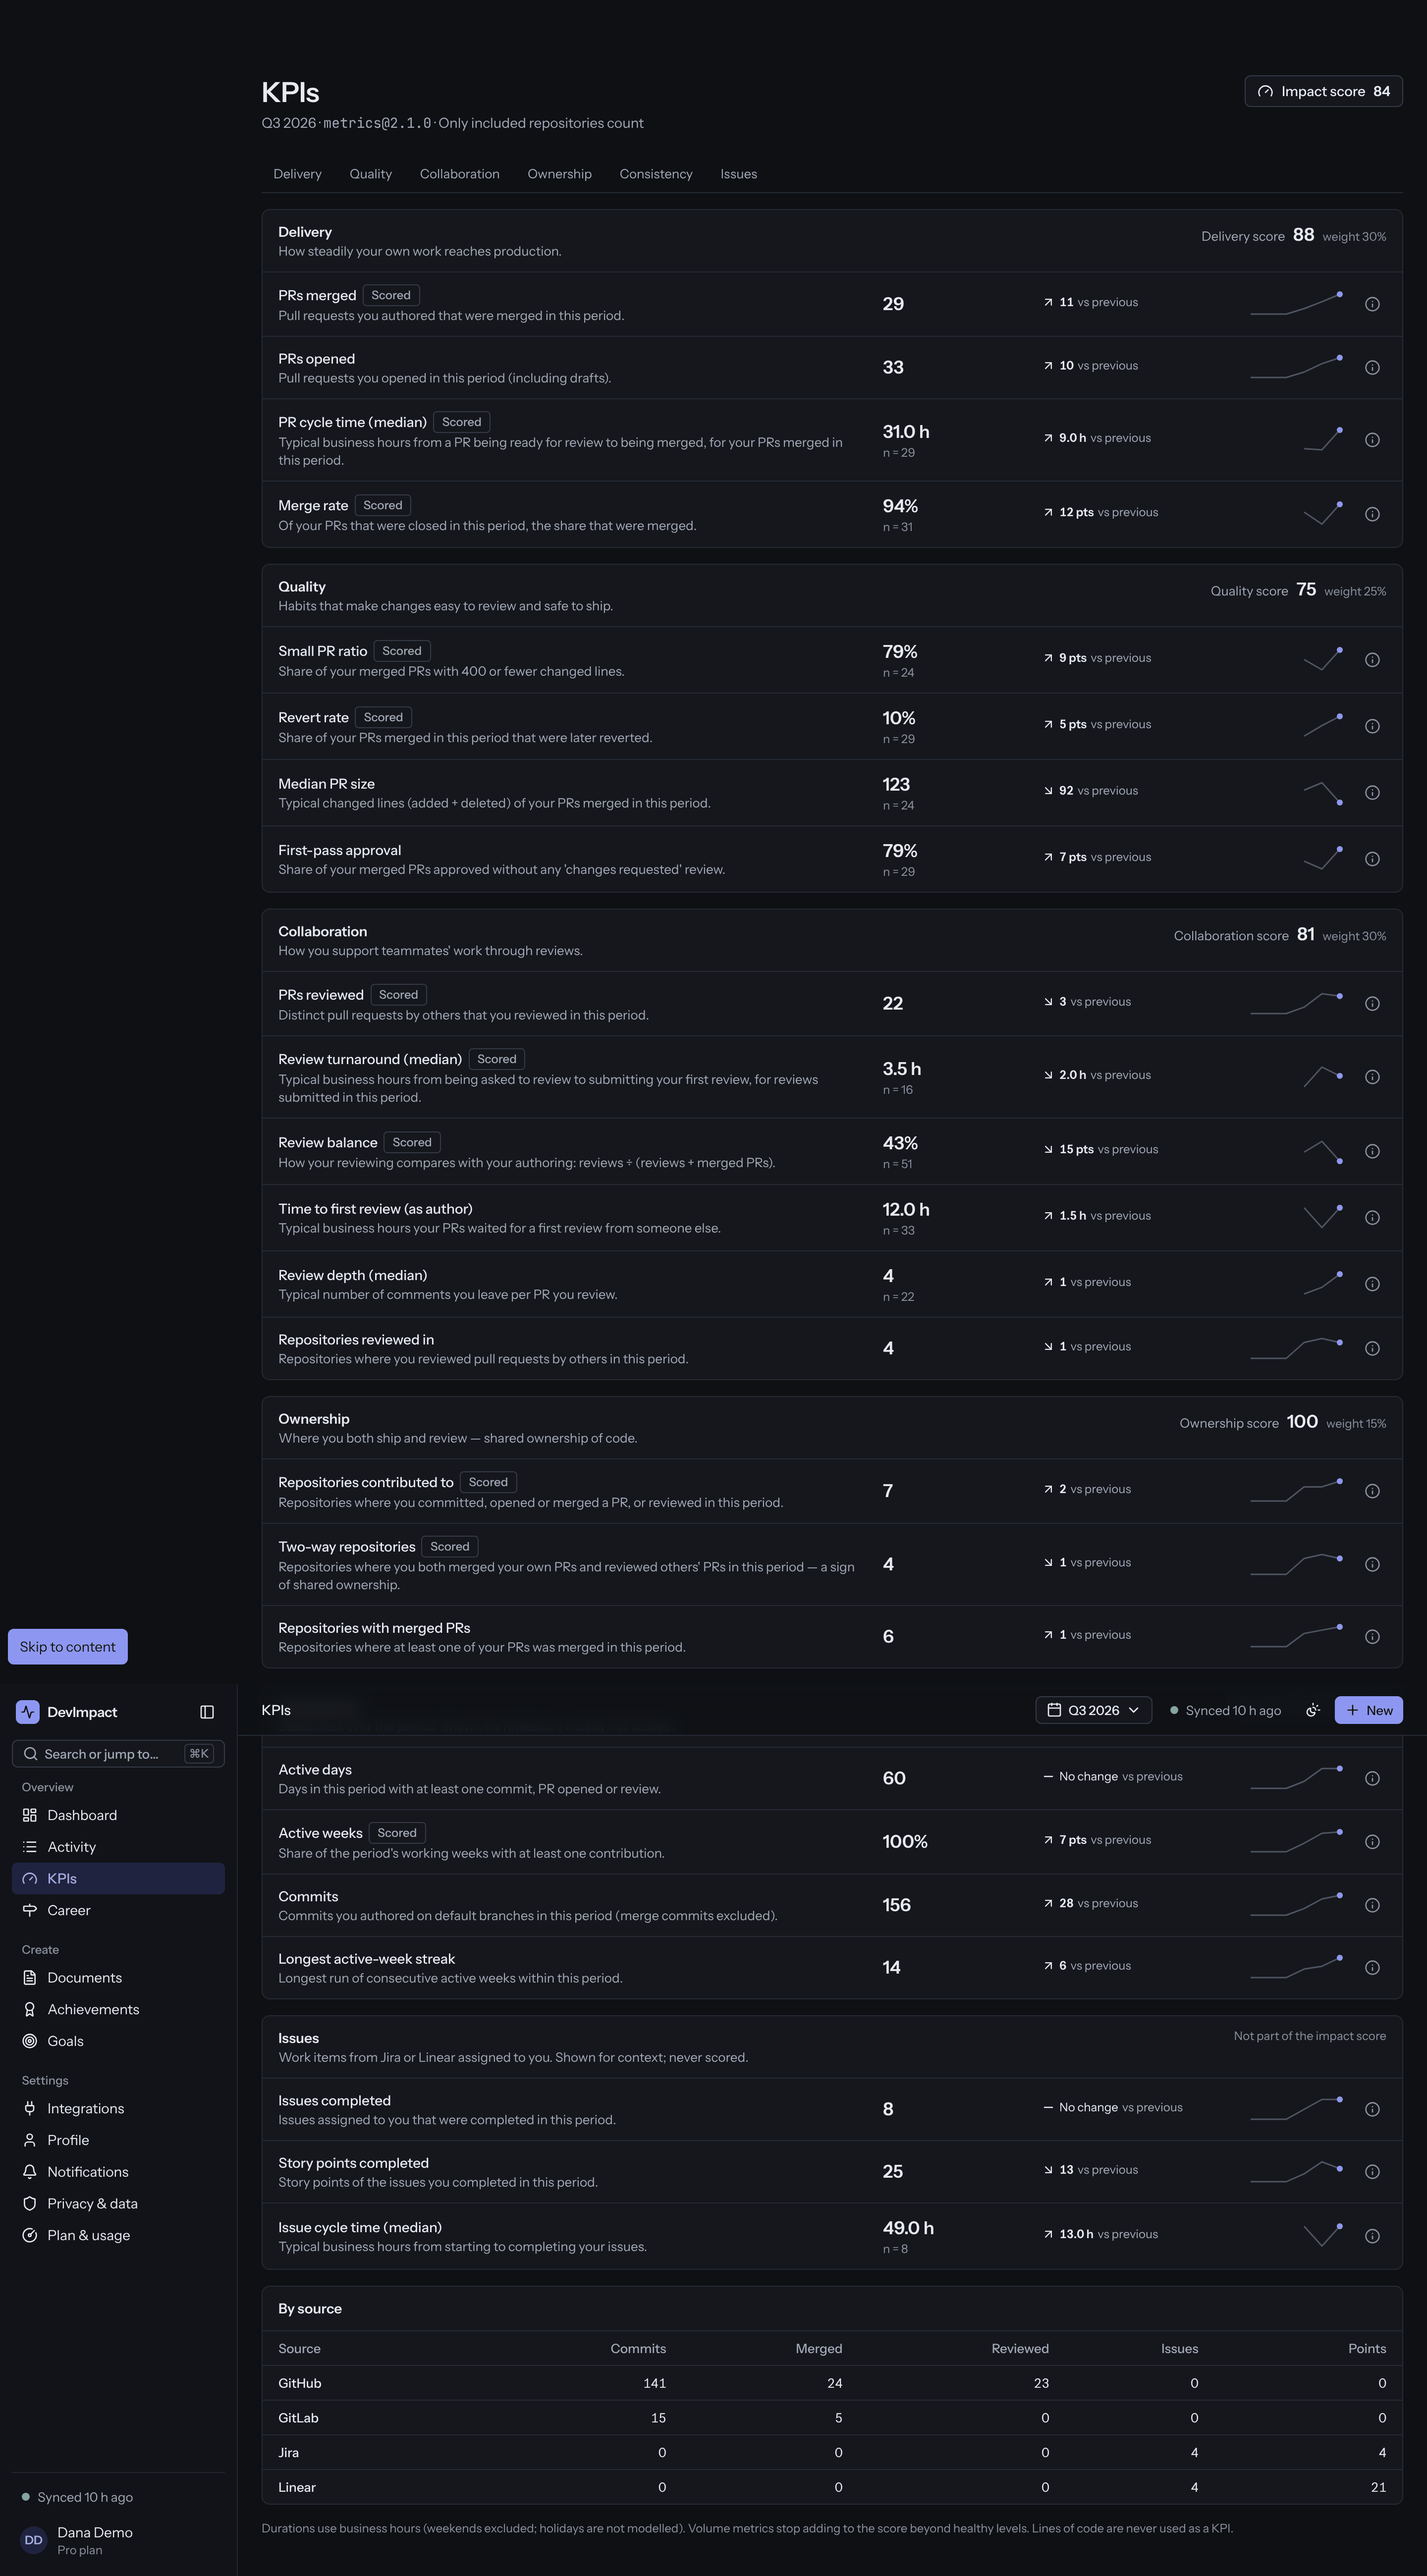 KPIs
Impact score 84
Q3 2026 · metrics@2.1.0 · Only included repositories count
Delivery Quality Collaboration Ownership Consistency Issues
Delivery
How steadily your own work reaches production.
Delivery score 88 weight 30%
PRs merged Scored
Pull requests you authored that were merged in this period.
29
11 vs previous
PRs opened
Pull requests you opened in this period (including drafts).
33
10 vs previous
PR cycle time (median) Scored
Typical business hours from a PR being ready for review to being merged, for your PRs merged in
this period.
31.0 h
n = 29
9.0 h vs previous
Merge rate Scored
Of your PRs that were closed in this period, the share that were merged.
94%
n = 31
12 pts vs previous
Quality
Habits that make changes easy to review and safe to ship.
Quality score 75 weight 25%
Small PR ratio Scored
Share of your merged PRs with 400 or fewer changed lines.
79%
n = 24
9 pts vs previous
Revert rate Scored
Share of your PRs merged in this period that were later reverted.
10%
n = 29
5 pts vs previous
Median PR size
Typical changed lines (added + deleted) of your PRs merged in this period.
123
n = 24
92 vs previous
First-pass approval
Share of your merged PRs approved without any 'changes requested' review.
79%
n = 29
7 pts vs previous
Collaboration
How you support teammates' work through reviews.
Collaboration score 81 weight 30%
PRs reviewed Scored
Distinct pull requests by others that you reviewed in this period.
22
3 vs previous
Review turnaround (median) Scored
Typical business hours from being asked to review to submitting your first review, for reviews
submitted in this period.
3.5 h
n = 16
2.0 h vs previous
Review balance Scored
How your reviewing compares with your authoring: reviews ÷ (reviews + merged PRs).
43%
n = 51
15 pts vs previous
Time to first review (as author)
Typical business hours your PRs waited for a first review from someone else.
12.0 h
n = 33
1.5 h vs previous
Review depth (median)
Typical number of comments you leave per PR you review.
4
n = 22
1 vs previous
Repositories reviewed in
Repositories where you reviewed pull requests by others in this period.
4
1 vs previous
Ownership
Where you both ship and review — shared ownership of code.
Ownership score 100 weight 15%
Repositories contributed to Scored
Repositories where you committed, opened or merged a PR, or reviewed in this period.
7
2 vs previous
Two-way repositories Scored
Repositories where you both merged your own PRs and reviewed others' PRs in this period — a sign
of shared ownership.
4
1 vs previous
Repositories with merged PRs
Repositories where at least one of your PRs was merged in this period.
6
1 vs previous
Skip to content
DevImpact
Search or jump to... ⌘K
Overview
Dashboard
Activity
KPIs
Career
Create
Documents
Achievements
Goals
Settings
Integrations
Profile
Notifications
Privacy & data
Plan & usage
Synced 10 h ago
DD
Dana Demo
Pro plan
KPIs
Q3 2026
Synced 10 h ago
New
Active days
Days in this period with at least one commit, PR opened or review.
60
No change vs previous
Active weeks Scored
Share of the period's working weeks with at least one contribution.
100%
7 pts vs previous
Commits
Commits you authored on default branches in this period (merge commits excluded).
156
28 vs previous
Longest active-week streak
Longest run of consecutive active weeks within this period.
14
6 vs previous
Issues
Work items from Jira or Linear assigned to you. Shown for context; never scored.
Not part of the impact score
Issues completed
Issues assigned to you that were completed in this period.
8
No change vs previous
Story points completed
Story points of the issues you completed in this period.
25
13 vs previous
Issue cycle time (median)
Typical business hours from starting to completing your issues.
49.0 h
n = 8
13.0 h vs previous
By source
Source Commits Merged Reviewed Issues Points
GitHub 141 24 23 0 0
GitLab 15 5 0 0 0
Jira 0 0 0 4 4
Linear 0 0 0 4 21
Durations use business hours (weekends excluded; holidays are not modelled). Volume metrics stop adding to the score beyond healthy levels. Lines of code are never used as a KPI.